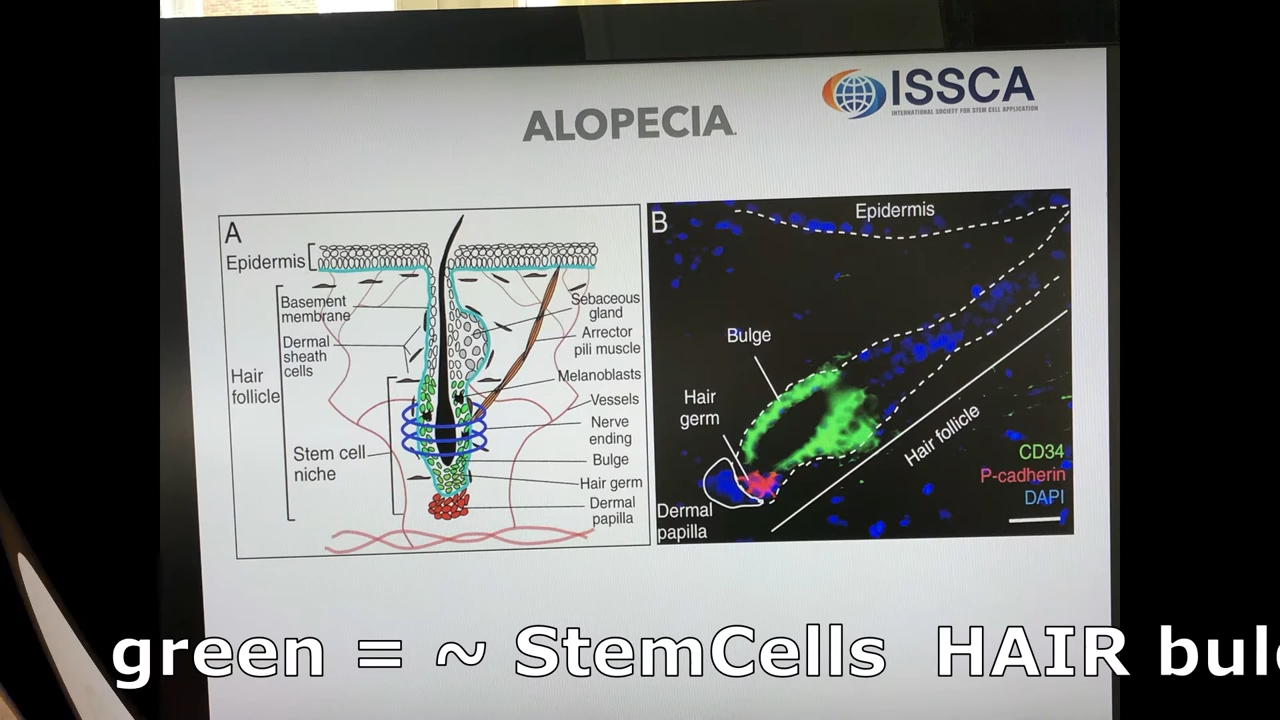 ISSCA
INTERNATIONAL SOCIETY FOR STEM CELL APPLICATION
ALOPECIA
A
Epidermis
Basement
membrane
Dermal
sheath
cells
Hair
follicle
Stem cell
niche
Sebaceous
gland
Arrector
pili muscle
Melanoblasts
Vessels
Nerve
ending
Bulge
Hair germ
Dermal
papilla
B
Epidermis
Bulge
Hair
germ
Hair follicle
Dermal
papilla
CD34
P-cadherin
DAPI
green = ~ StemCells HAIR